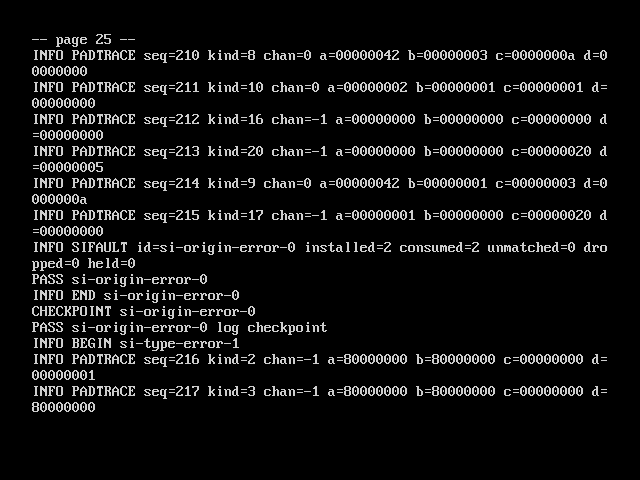 -- page 25 --
INFO PADTRACE seq=210 kind=8 chan=0 a=00000042 b=00000003 c=0000000a d=0
0000000
INFO PADTRACE seq=211 kind=10 chan=0 a=00000002 b=00000001 c=00000001 d=
00000000
INFO PADTRACE seq=212 kind=16 chan=-1 a=00000000 b=00000000 c=00000000 d
=00000000
INFO PADTRACE seq=213 kind=20 chan=-1 a=00000000 b=00000000 c=00000020 d
=00000005
INFO PADTRACE seq=214 kind=9 chan=0 a=00000042 b=00000001 c=00000003 d=0
000000a
INFO PADTRACE seq=215 kind=17 chan=-1 a=00000001 b=00000000 c=00000020 d
=00000000
INFO SIFAULT id=si-origin-error-0 installed=2 consumed=2 unmatched=0 dro
pped=0 held=0
PASS si-origin-error-0
INFO END si-origin-error-0
CHECKPOINT si-origin-error-0
PASS si-origin-error-0 log checkpoint
INFO BEGIN si-type-error-1
INFO PADTRACE seq=216 kind=2 chan=-1 a=80000000 b=80000000 c=00000000 d=
00000001
INFO PADTRACE seq=217 kind=3 chan=-1 a=80000000 b=80000000 c=00000000 d=
80000000